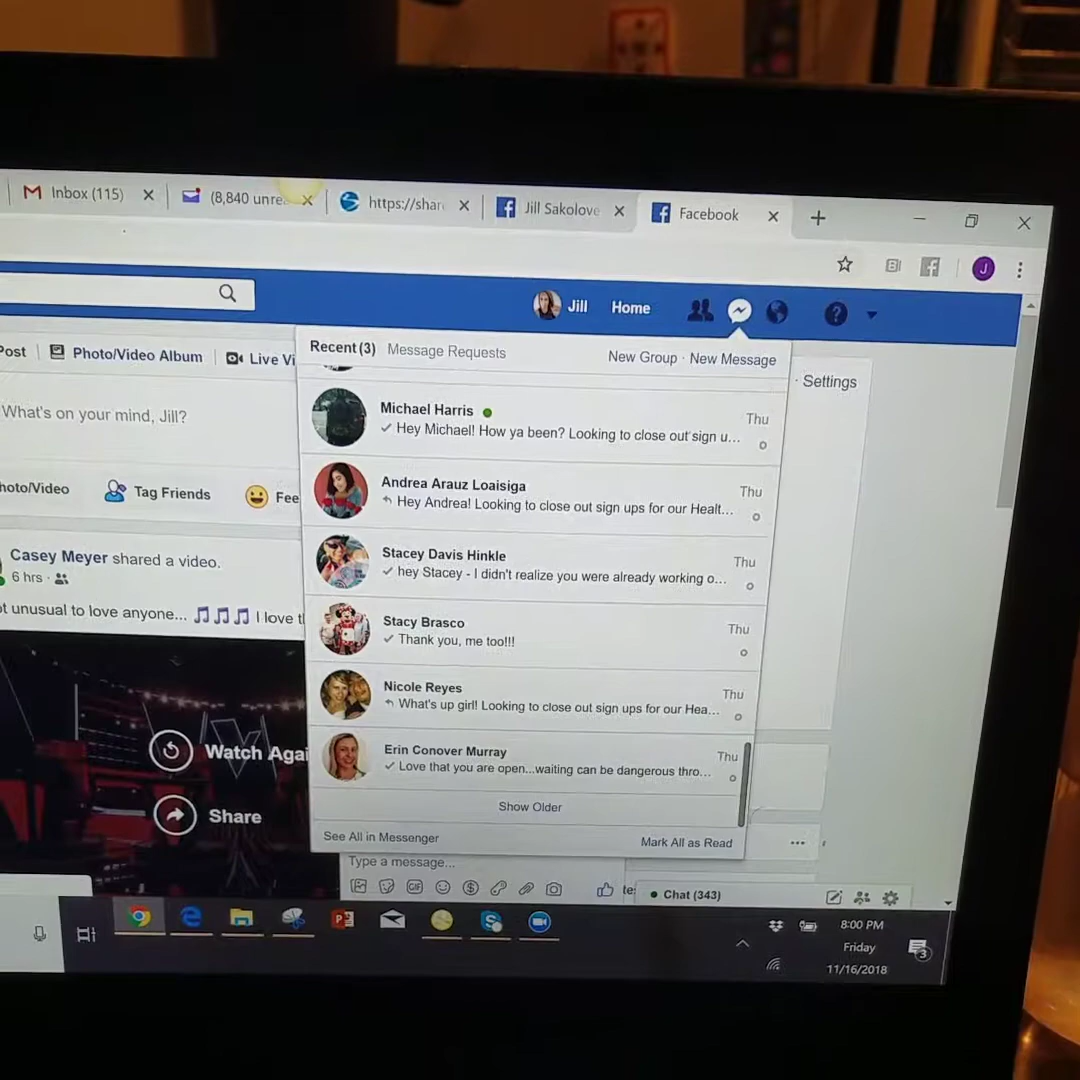 Inbox (115)
(8,840 unre
https://shar
Jill Sakolove
Facebook
J
Jill
Home
Post
Photo/Video Album
Live Vi
Recent (3)
Message Requests
New Group · New Message
· Settings
What's on your mind, Jill?
Michael Harris
Thu
Hey Michael! How ya been? Looking to close out sign u...
hoto/Video
Tag Friends
Fee
Andrea Arauz Loaisiga
Thu
Hey Andrea! Looking to close out sign ups for our Healt...
Casey Meyer shared a video.
6 hrs ·
Stacey Davis Hinkle
Thu
hey Stacey - I didn't realize you were already working o...
ot unusual to love anyone... I love t
Stacy Brasco
Thu
Thank you, me too!!!
Nicole Reyes
Thu
What's up girl! Looking to close out sign ups for our Hea...
Watch Agai
Erin Conover Murray
Thu
Love that you are open...waiting can be dangerous thro...
Share
Show Older
See All in Messenger
Mark All as Read
Type a message...
GIF
te
Chat (343)
8:00 PM
Friday
11/16/2018
3